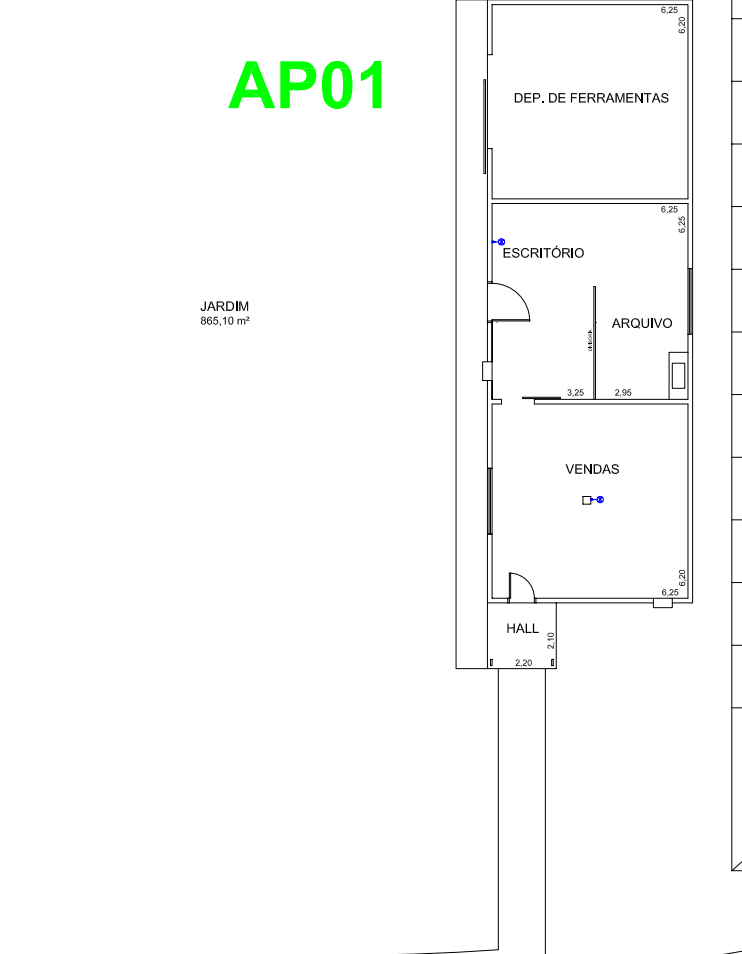 6,25
6,20
AP01
DEP. DE FERRAMENTAS
6,25
6,25
ESCRITÓRIO
JARDIM
865,10 m²
ARQUIVO
3,25
2,95
VENDAS
6,20
6,25
HALL
2,10
2,20